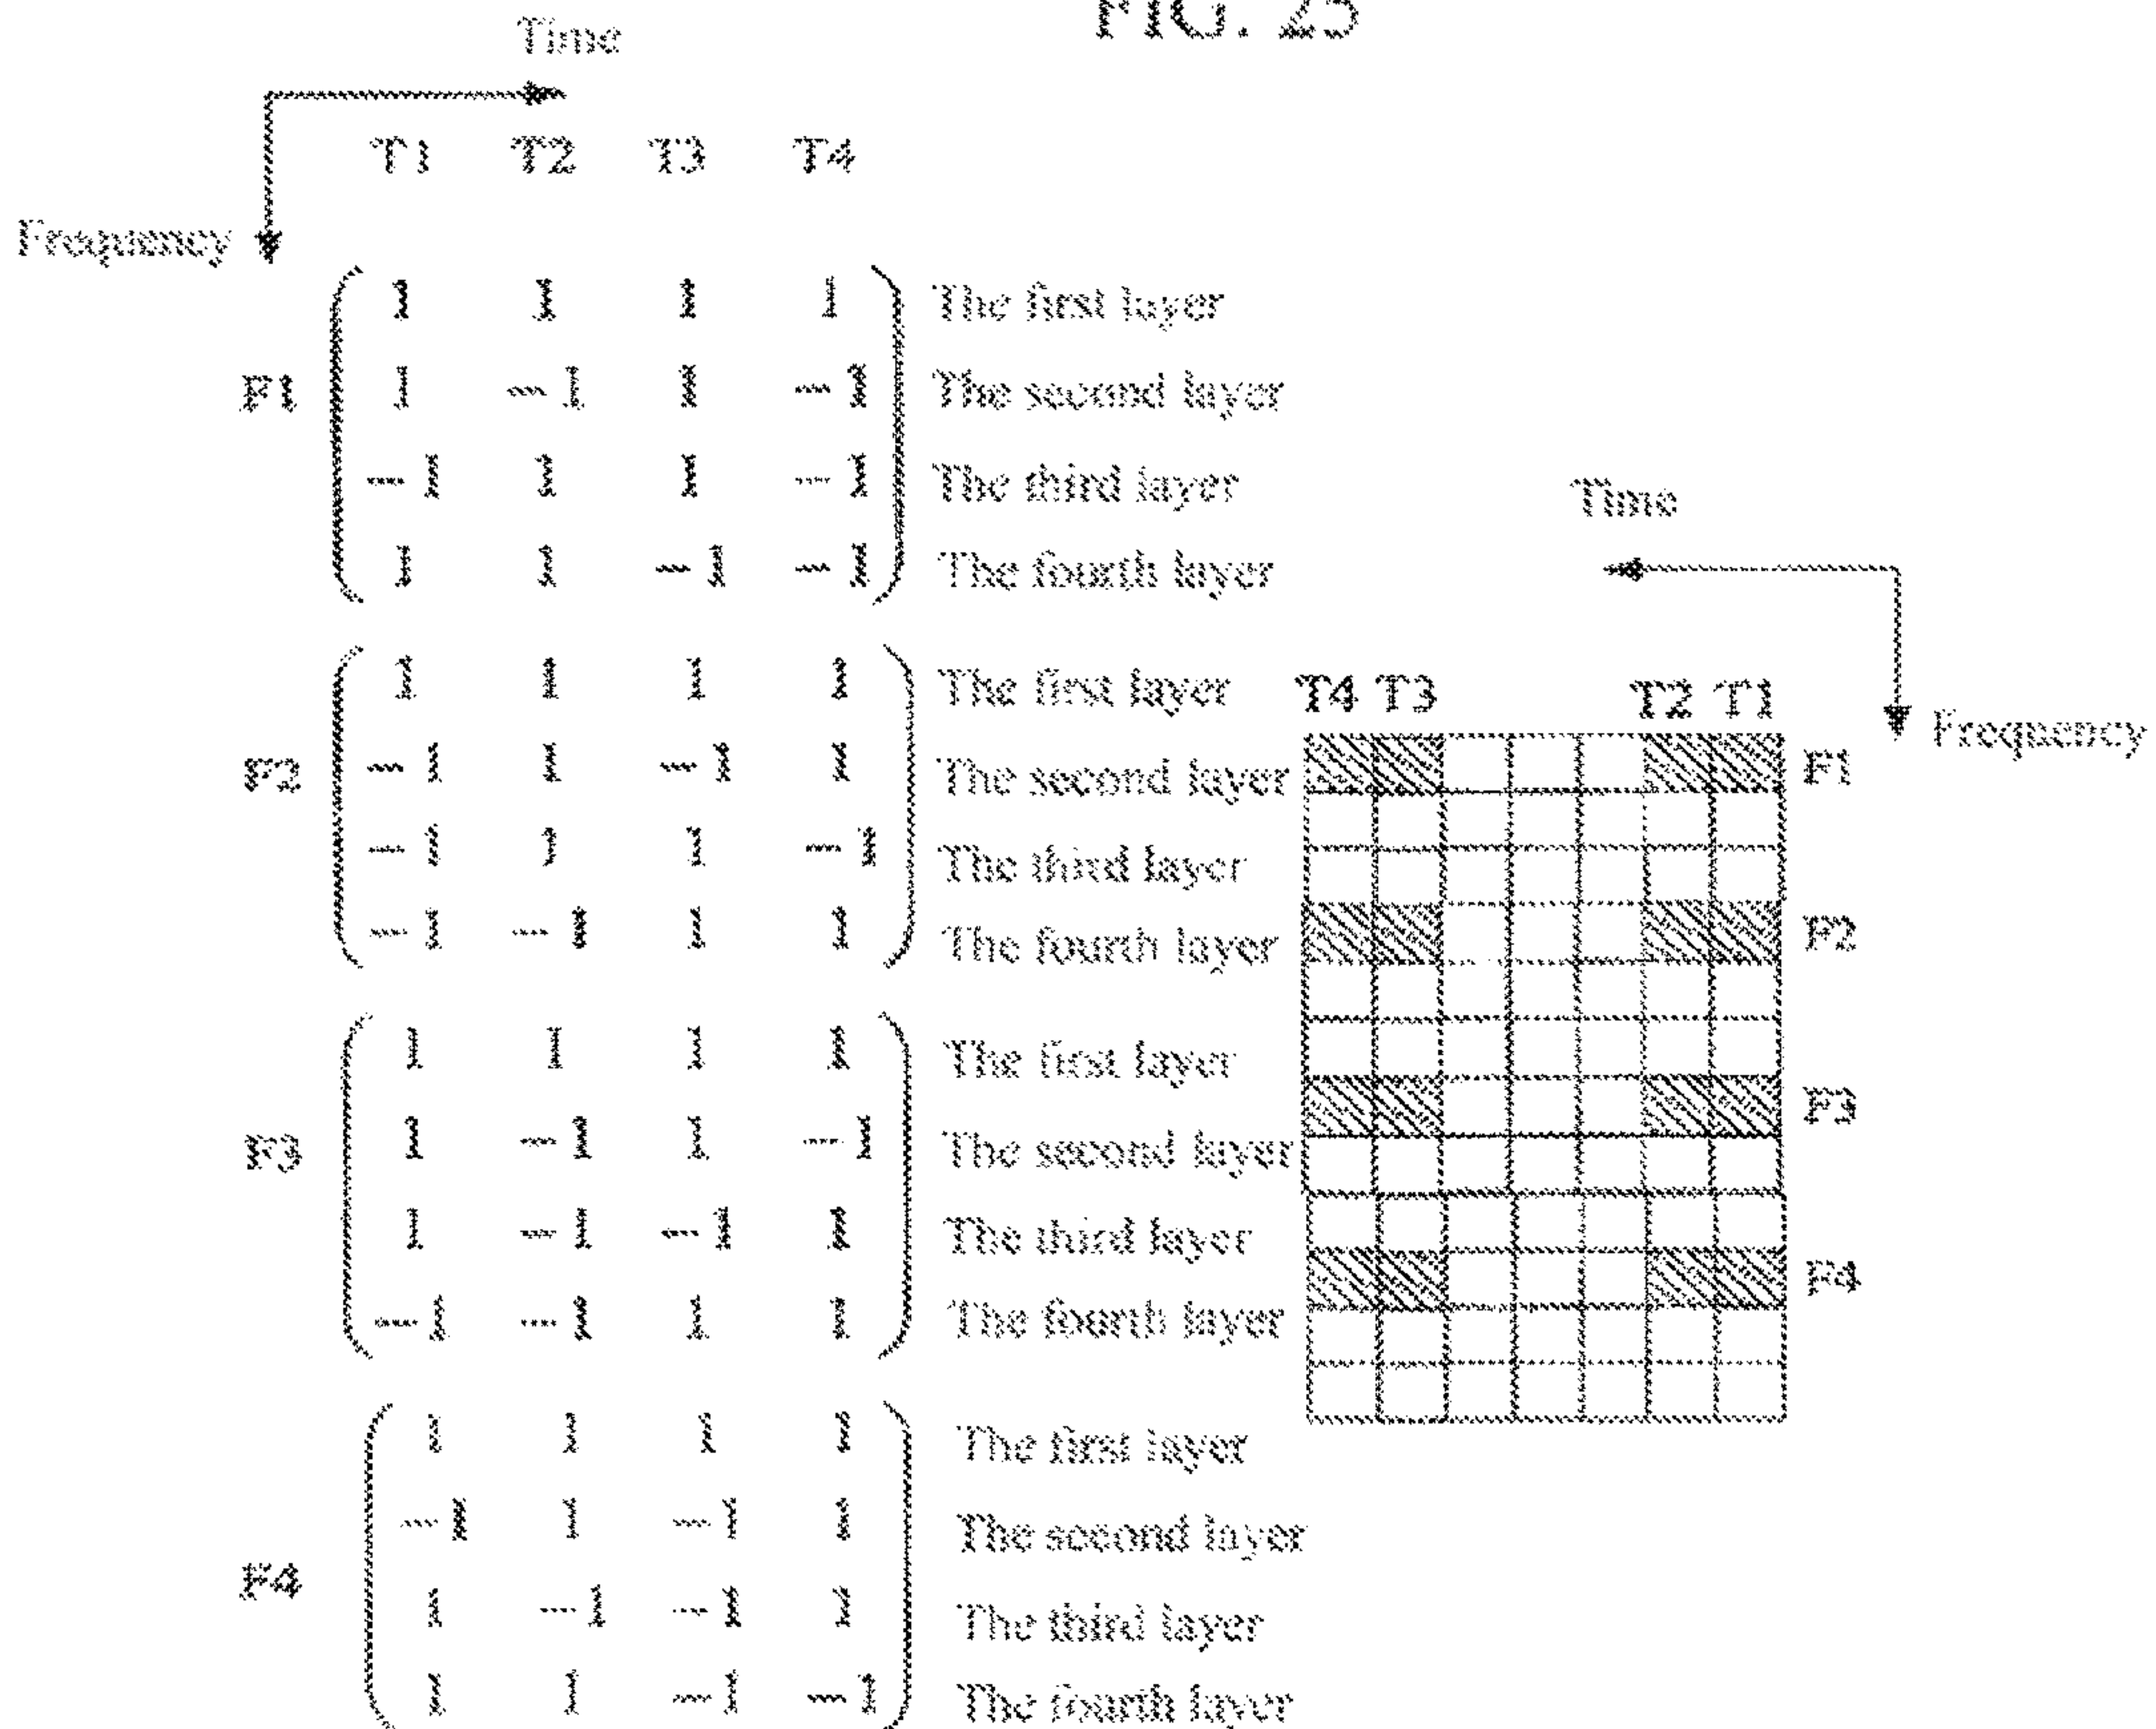 FIG. 25
Time
T1 T2 T3 T4
Frequency
1 1 1 1 The first layer
F1 1 -1 1 -1 The second layer
-1 1 1 -1 The third layer
1 1 -1 -1 The fourth layer
1 1 1 1 The first layer
F2 -1 1 -1 1 The second layer
-1 1 1 -1 The third layer
-1 -1 1 1 The fourth layer
1 1 1 1 The first layer
F3 1 -1 1 -1 The second layer
1 -1 -1 1 The third layer
-1 -1 1 1 The fourth layer
1 1 1 1 The first layer
-1 1 -1 1 The second layer
F4 1 -1 -1 1 The third layer
1 1 -1 -1 The fourth layer
Time
Frequency
T4 T3 T2 T1
F1
F2
F3
F4